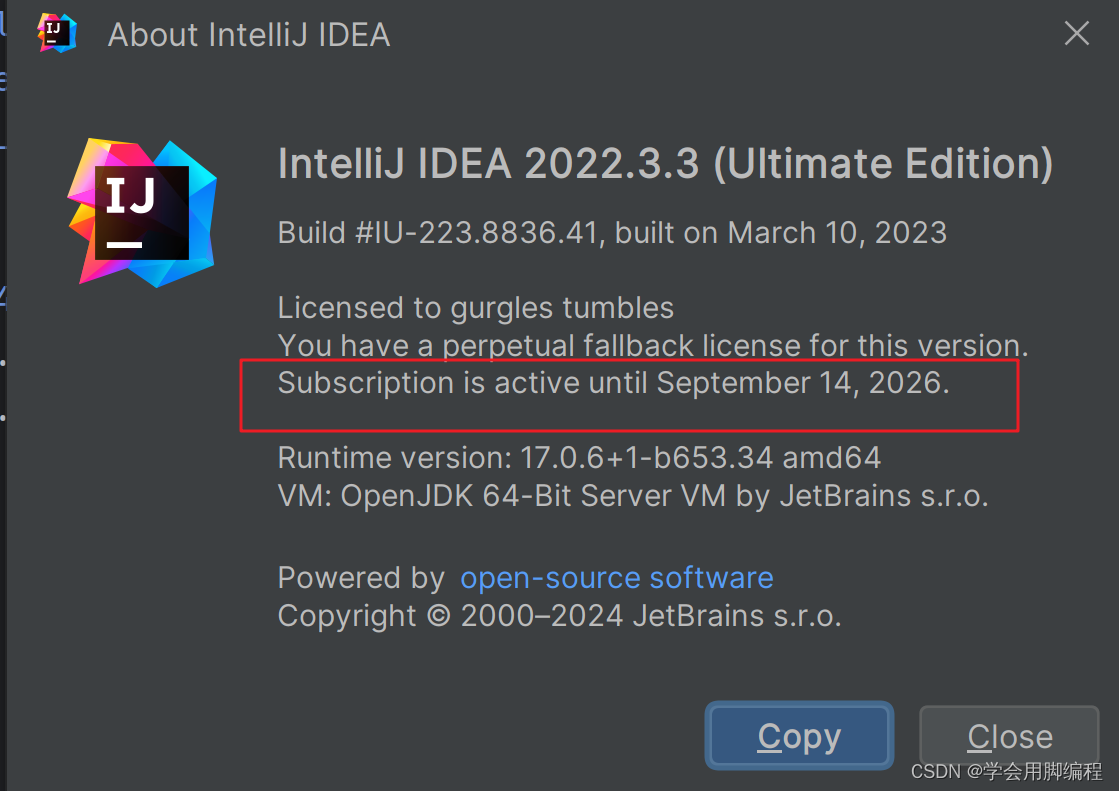 IJ
About IntelliJ IDEA
IJ
IntelliJ IDEA 2022.3.3 (Ultimate Edition)
Build #IU-223.8836.41, built on March 10, 2023
Licensed to gurgles tumbles
You have a perpetual fallback license for this version.
Subscription is active until September 14, 2026.
Runtime version: 17.0.6+1-b653.34 amd64
VM: OpenJDK 64-Bit Server VM by JetBrains s.r.o.
Powered by open-source software
Copyright © 2000–2024 JetBrains s.r.o.
Copy
Close
CSDN @学会用脚编程